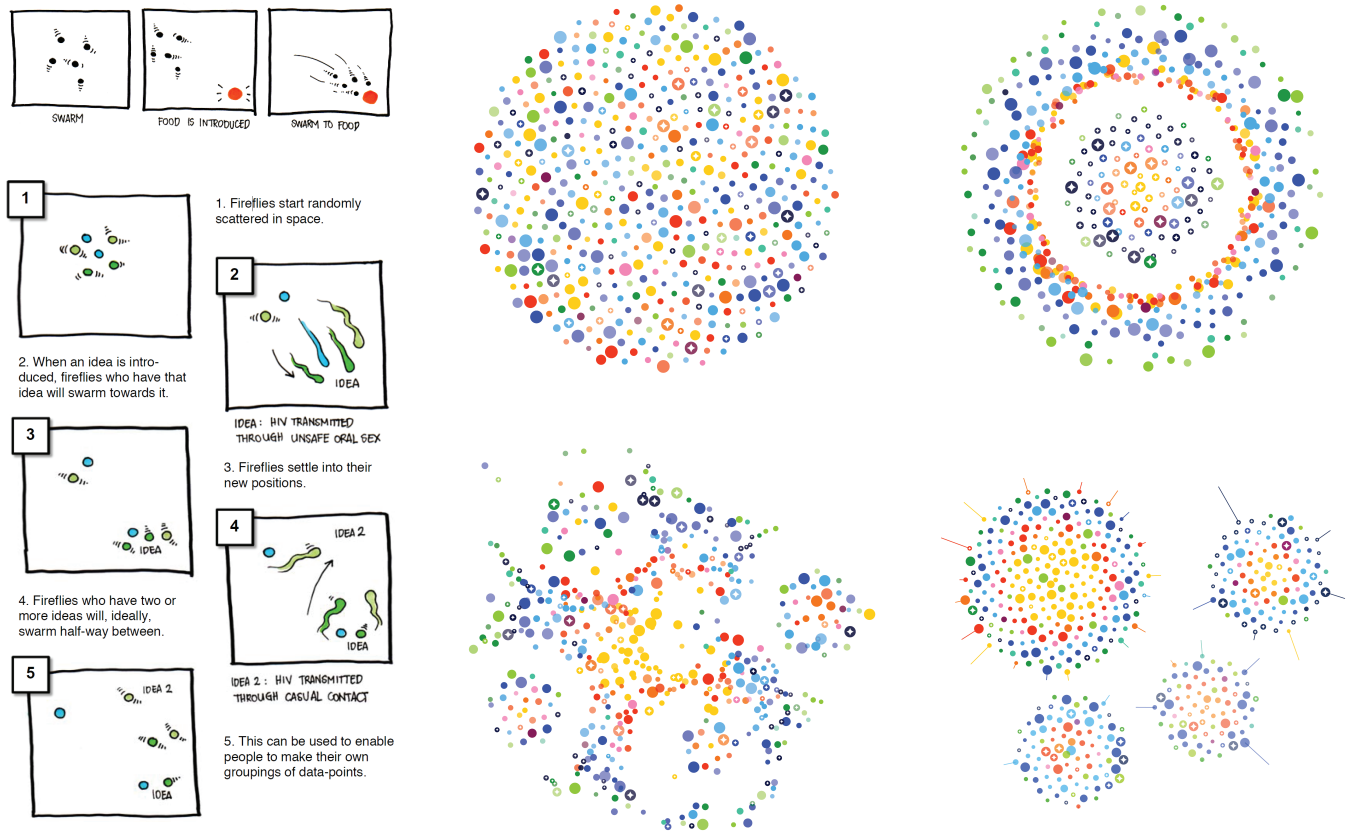 SWARM
FOOD IS INTRODUCED
SWARM TO FOOD
1
1. Fireflies start randomly
scattered in space.
2
IDEA
IDEA: HIV TRANSMITTED
THROUGH UNSAFE ORAL SEX
2. When an idea is intro-
duced, fireflies who have that
idea will swarm towards it.
3
IDEA
3. Fireflies settle into their
new positions.
4
IDEA 2
IDEA
IDEA 2: HIV TRANSMITTED
THROUGH CASUAL CONTACT
4. Fireflies who have two or
more ideas will, ideally,
swarm half-way between.
5
IDEA 2
IDEA
5. This can be used to enable
people to make their own
groupings of data-points.